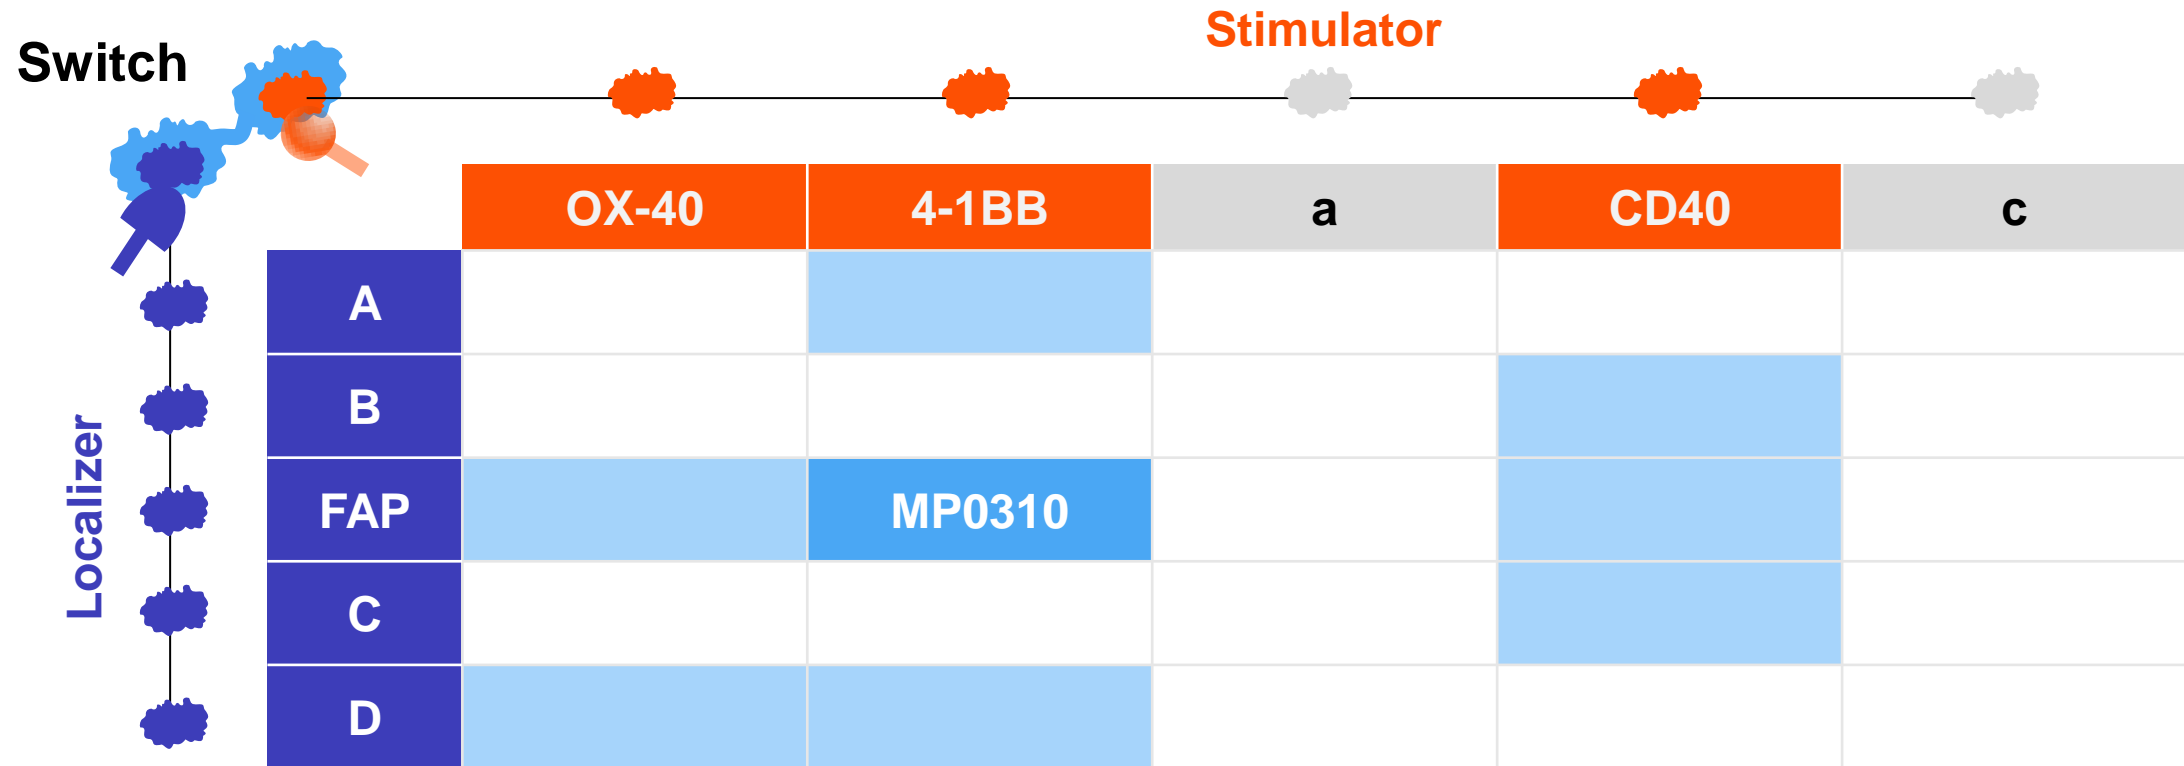 Stimulator
Switch
OX-40 4-1BB a CD40 c
A
B
Localizer
FAP MP0310
C
D